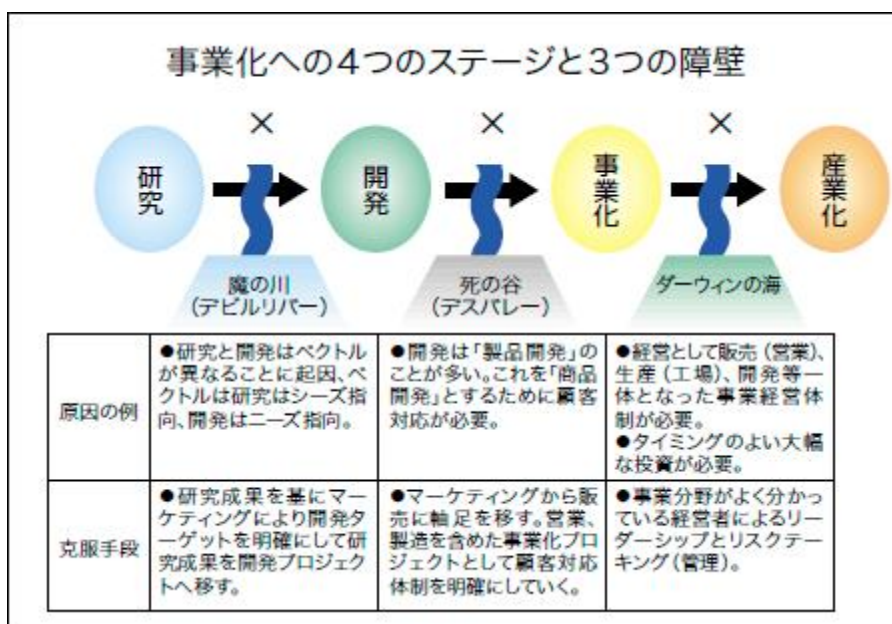 事業化への4つのステージと3つの障壁
×
×
×
研究
開発
事業化
産業化
魔の川
(デビルリバー)
死の谷
(デスバレー)
ダーウィンの海
原因の例
●研究と開発はベクトル
が異なることに起因、ベ
クトルは研究はシーズ指
向、開発はニーズ指向。
●開発は「製品開発」の
ことが多い。これを「商品
開発」とするために顧客
対応が必要。
●経営として販売(営業)、
生産(工場)、開発等一
体となった事業経営体
制が必要。
●タイミングのよい大幅
な投資が必要。
克服手段
●研究成果を基にマー
ケティングにより開発タ
ーゲットを明確にして研
究成果を開発プロジェク
トへ移す。
●マーケティングから販
売に軸足を移す。営業、
製造を含めた事業化プロ
ジェクトとして顧客対応
体制を明確にしていく。
●事業分野がよく分かっ
ている経営者によるリー
ダーシップとリスクテー
キング(管理)。